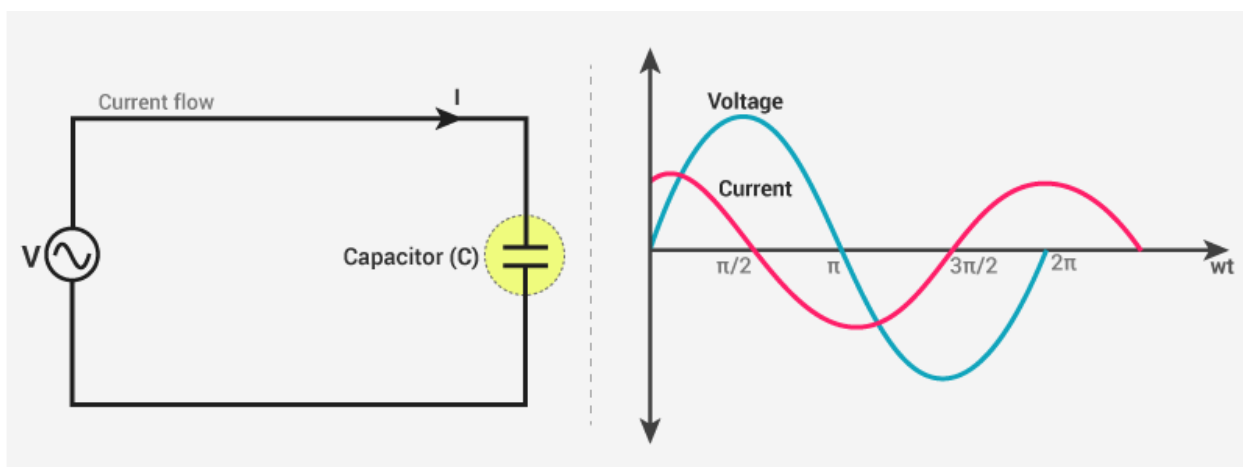 Current flow
I
V
Capacitor (C)
Voltage
Current
π/2
π
3π/2
2π
wt